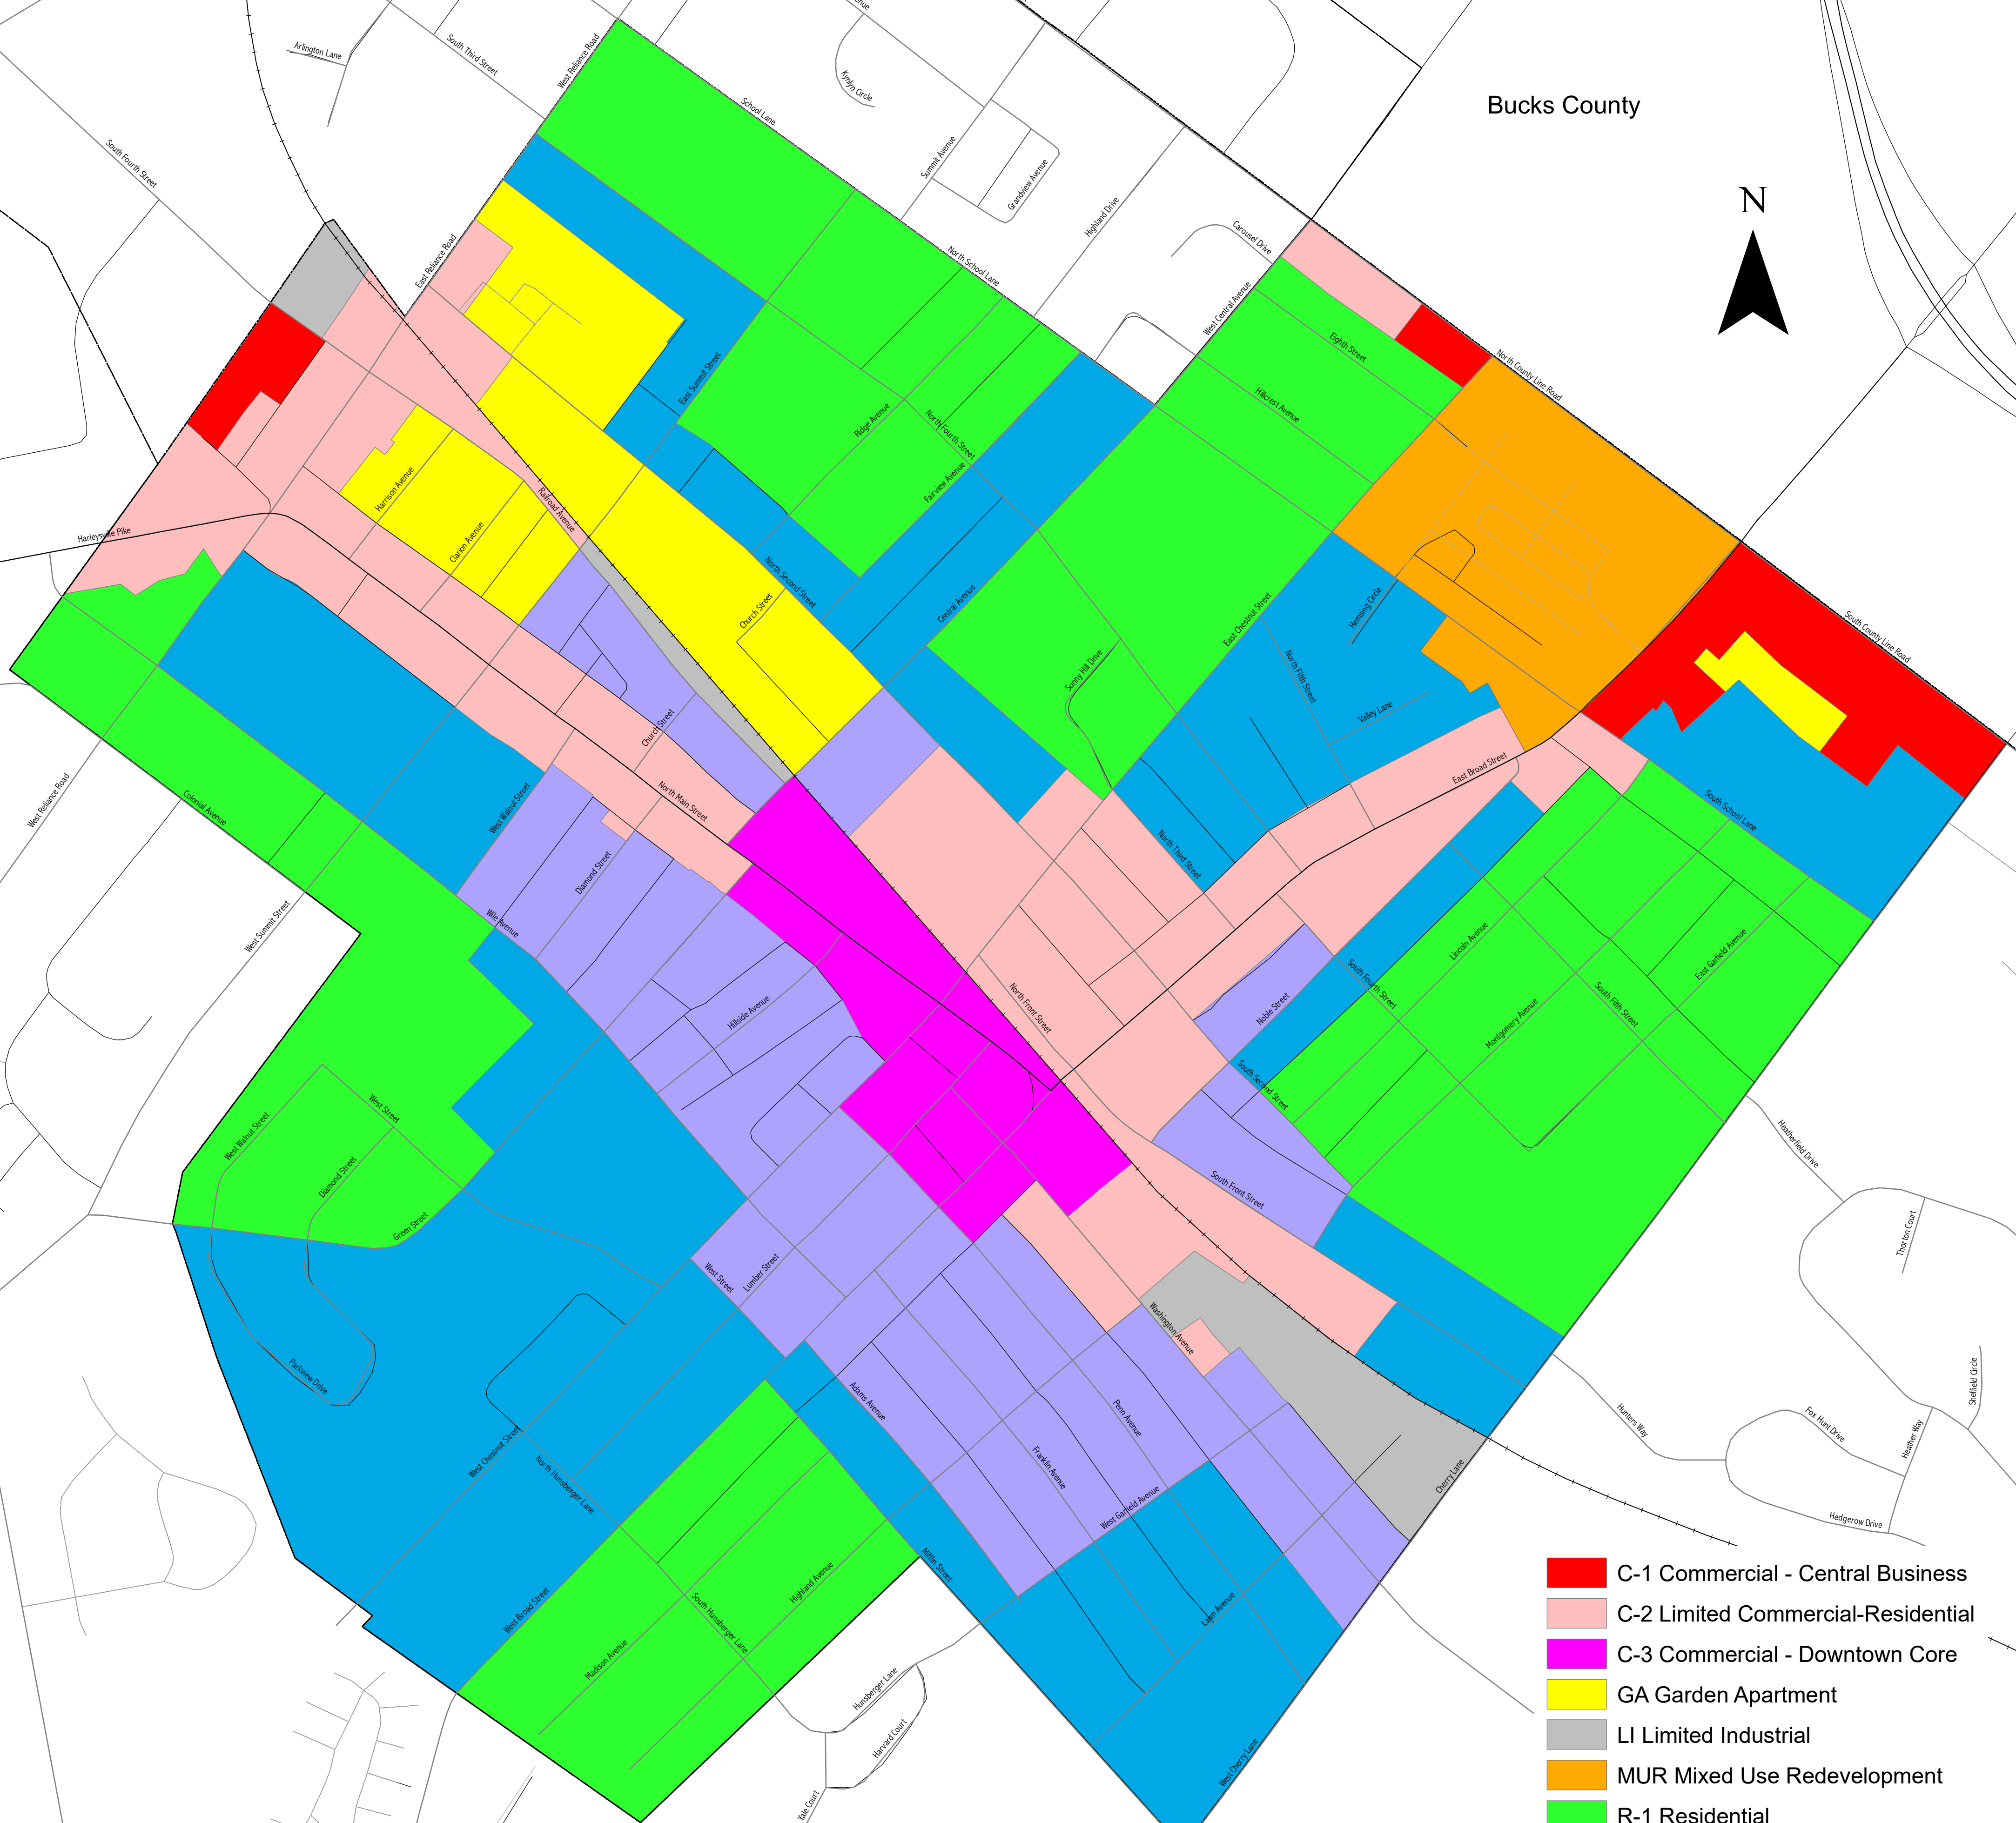 Arlington Lane
South Third Street
West Reliance Road
School Lane
Kynlyn Circle
Bucks County
South Fourth Street
Summit Avenue
Grandview Avenue
N
Highland Drive
Carousel Drive
East Reliance Road
North School Lane
West Central Avenue
Eighth Street
North County Line Road
East Summit Street
Hillcrest Avenue
Ridge Avenue
North Fourth Street
Harrison Avenue
Fairview Avenue
Railroad Avenue
Harleysville Pike
Clarion Avenue
North Second Street
Church Street
Central Avenue
East Chestnut Street
Hemsing Circle
South County Line Road
Sunny Hill Drive
North Fifth Street
Valley Lane
Church Street
East Broad Street
West Reliance Road
Colonial Avenue
West Walnut Street
North Main Street
South School Lane
Diamond Street
North Third Street
Wile Avenue
West Summit Street
Lincoln Avenue
East Garfield Avenue
South Fourth Street
Hillside Avenue
North Front Street
Noble Street
South Fifth Street
Montgomery Avenue
South Second Street
West Street
West Walnut Street
Diamond Street
Heatherfield Drive
South Front Street
Green Street
Thorton Court
West Street
Lumber Street
Washington Avenue
Parkview Drive
Adams Avenue
Penn Avenue
Sheffield Circle
Hunters Way
Fox Hunt Drive
Heather Way
West Chestnut Street
North Hunsberger Lane
Franklin Avenue
West Garfield Avenue
Cherry Lane
Hedgerow Drive
Mifflin Street
West Broad Street
Highland Avenue
South Hunsberger Lane
Lawn Avenue
Madison Avenue
Hunsberger Lane
Harvard Court
West Cherry Lane
Yale Court
C-1 Commercial - Central Business
C-2 Limited Commercial-Residential
C-3 Commercial - Downtown Core
GA Garden Apartment
LI Limited Industrial
MUR Mixed Use Redevelopment
R-1 Residential